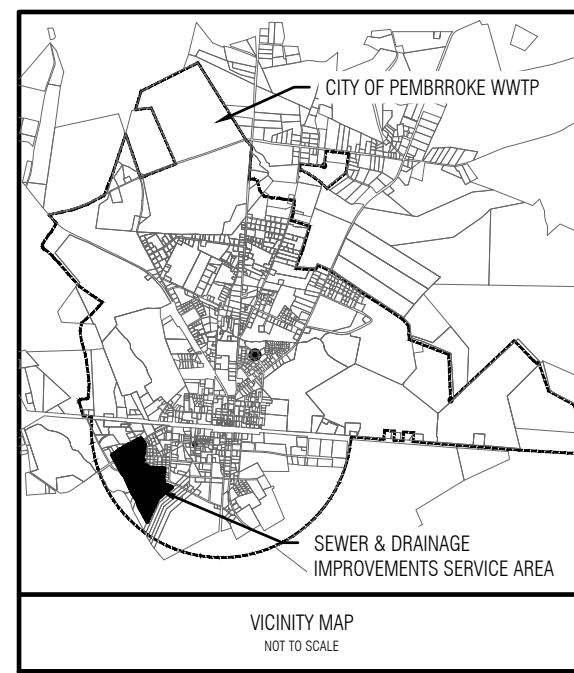 CITY OF PEMBRROKE WWTP
SEWER & DRAINAGE
IMPROVEMENTS SERVICE AREA
VICINITY MAP
NOT TO SCALE